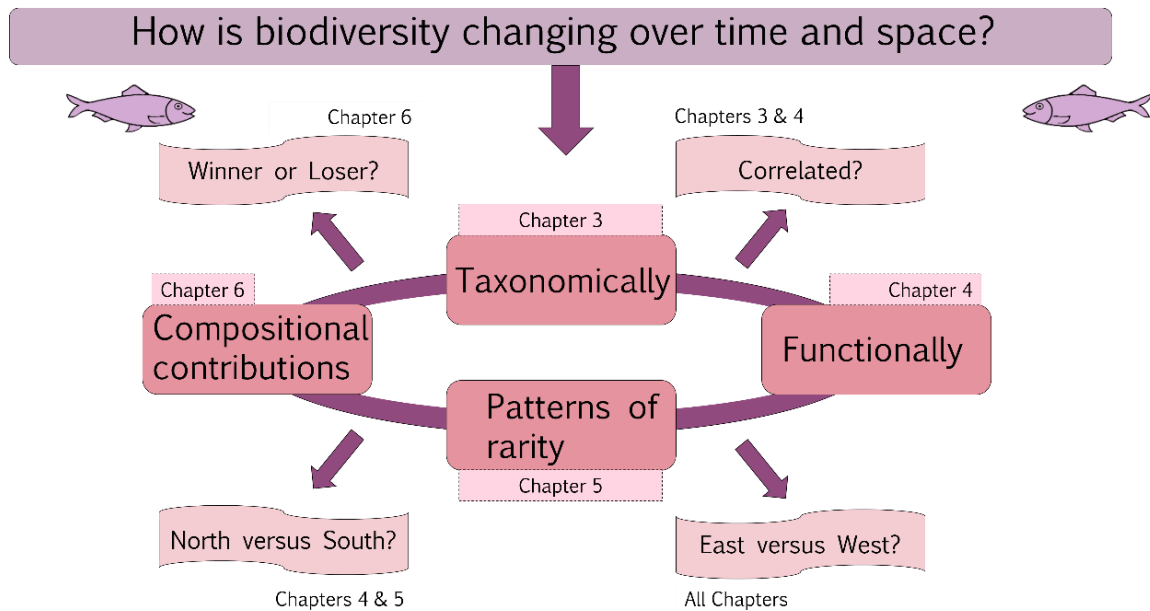 How is biodiversity changing over time and space?
Chapter 6
Winner or Loser?
Chapters 3 & 4
Correlated?
Chapter 3
Taxonomically
Chapter 6
Compositional
contributions
Chapter 4
Functionally
Patterns of
rarity
Chapter 5
North versus South?
Chapters 4 & 5
East versus West?
All Chapters